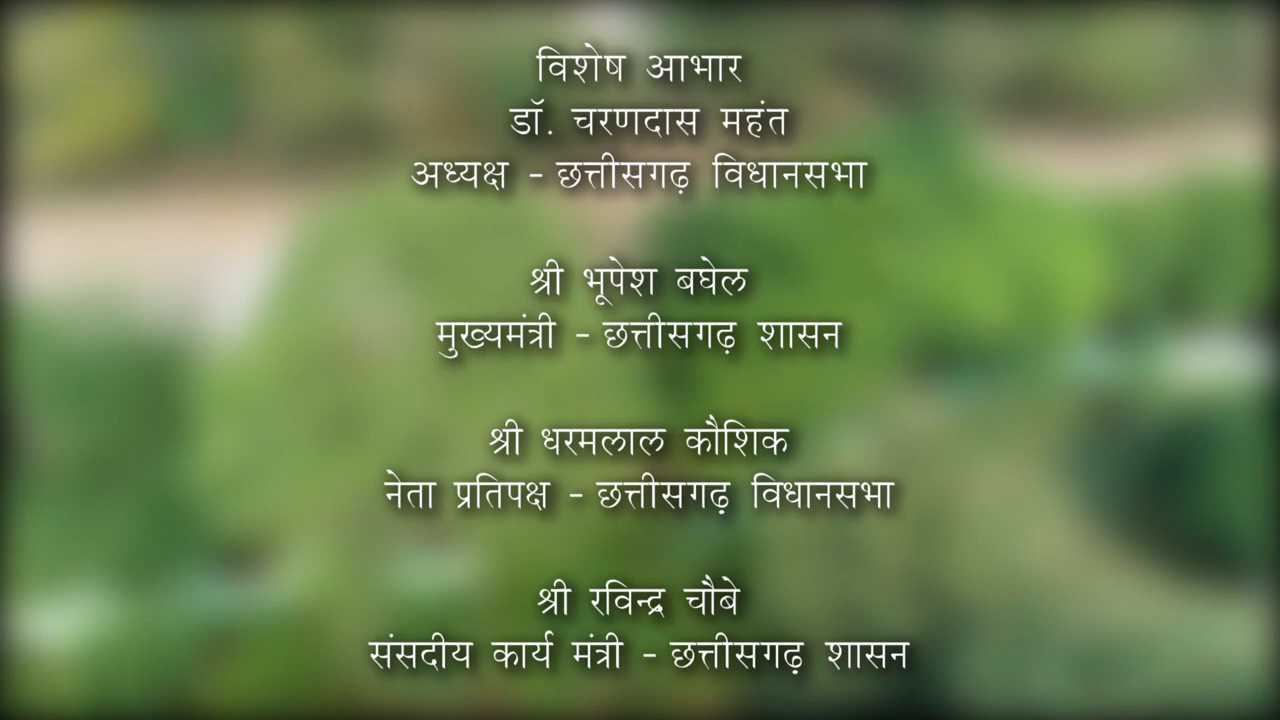 विशेष आभार
डॉ. चरणदास महंत
अध्यक्ष - छत्तीसगढ़ विधानसभा
श्री भूपेश बघेल
मुख्यमंत्री - छत्तीसगढ़ शासन
श्री धरमलाल कौशिक
नेता प्रतिपक्ष - छत्तीसगढ़ विधानसभा
श्री रविन्द्र चौबे
संसदीय कार्य मंत्री - छत्तीसगढ़ शासन